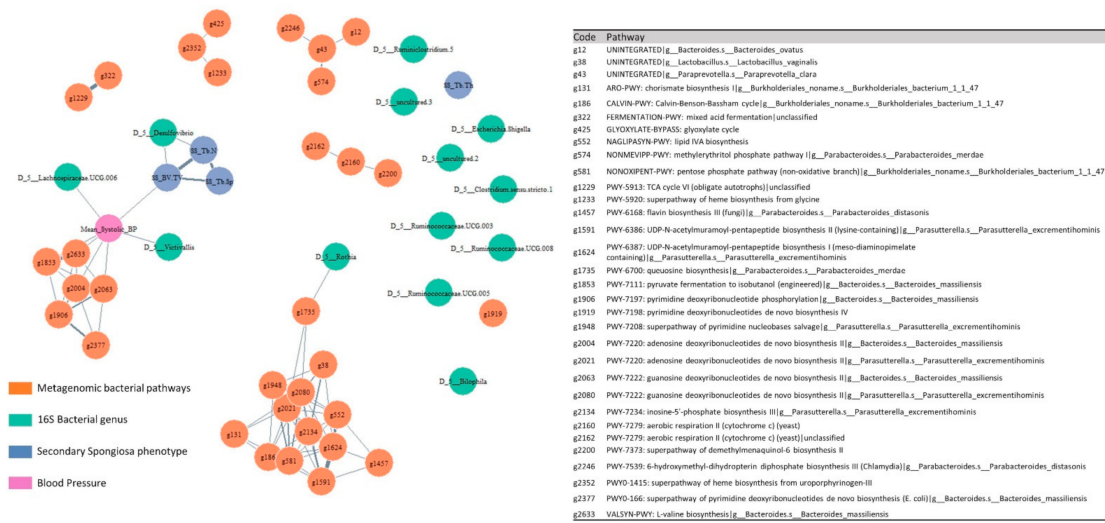 g425
g2246
g12
g2352
g43
D_5__Ruminiclostridium.5
g322
g1233
g574
SS_Th.Th
g1229
D_5__uncultured.3
D_5__Desulfovibrio
D_5__Escherichia.Shigella
SS_Th.N
g2162
D_5__uncultured.2
g2160
D_5__Lachnospiraceae.UCG.006
SS_BV.TV
SS_Th.Sp
g2200
D_5__Clostridium.sensu.stricto.1
Mean_Systolic_BP
D_5__Ruminococcaceae.UCG.003
D_5__Victivallis
D_5__Ruminococcaceae.UCG.008
g2633
g1853
D_5__Rothia
g2004
g2063
D_5__Ruminococcaceae.UCG.005
g1906
g1735
g1919
g2377
g38
g1948
g2080
D_5__Bilophila
g2021
g552
g131
g2134
g1624
g186
g581
g1457
g1591
Metagenomic bacterial pathways
16S Bacterial genus
Secondary Spongiosa phenotype
Blood Pressure
Code Pathway
g12 UNINTEGRATED|g__Bacteroides.s__Bacteroides_ovatus
g38 UNINTEGRATED|g__Lactobacillus.s__Lactobacillus_vaginalis
g43 UNINTEGRATED|g__Paraprevotella.s__Paraprevotella_clara
g131 ARO-PWY: chorismate biosynthesis I|g__Burkholderiales_noname.s__Burkholderiales_bacterium_1_1_47
g186 CALVIN-PWY: Calvin-Benson-Bassham cycle|g__Burkholderiales_noname.s__Burkholderiales_bacterium_1_1_47
g322 FERMENTATION-PWY: mixed acid fermentation|unclassified
g425 GLYOXYLATE-BYPASS: glyoxylate cycle
g552 NAGLIPASYN-PWY: lipid IVA biosynthesis
g574 NONMEVIPP-PWY: methylerythritol phosphate pathway I|g__Parabacteroides.s__Parabacteroides_merdae
g581 NONOXIPENT-PWY: pentose phosphate pathway (non-oxidative branch)|g__Burkholderiales_noname.s__Burkholderiales_bacterium_1_1_47
g1229 PWY-5913: TCA cycle VI (obligate autotrophs)|unclassified
g1233 PWY-5920: superpathway of heme biosynthesis from glycine
g1457 PWY-6168: flavin biosynthesis III (fungi)|g__Parabacteroides.s__Parabacteroides_distasonis
g1591 PWY-6386: UDP-N-acetylmuramoyl-pentapeptide biosynthesis II (lysine-containing)|g__Parasutterella.s__Parasutterella_excrementihominis
g1624 PWY-6387: UDP-N-acetylmuramoyl-pentapeptide biosynthesis I (meso-diaminopimelate
containing)|g__Parasutterella.s__Parasutterella_excrementihominis
g1735 PWY-6700: queuosine biosynthesis|g__Parabacteroides.s__Parabacteroides_merdae
g1853 PWY-7111: pyruvate fermentation to isobutanol (engineered)|g__Bacteroides.s__Bacteroides_massiliensis
g1906 PWY-7197: pyrimidine deoxyribonucleotide phosphorylation|g__Bacteroides.s__Bacteroides_massiliensis
g1919 PWY-7198: pyrimidine deoxyribonucleotides de novo biosynthesis IV
g1948 PWY-7208: superpathway of pyrimidine nucleobases salvage|g__Parasutterella.s__Parasutterella_excrementihominis
g2004 PWY-7220: adenosine deoxyribonucleotides de novo biosynthesis II|g__Bacteroides.s__Bacteroides_massiliensis
g2021 PWY-7220: adenosine deoxyribonucleotides de novo biosynthesis II|g__Parasutterella.s__Parasutterella_excrementihominis
g2063 PWY-7222: guanosine deoxyribonucleotides de novo biosynthesis II|g__Bacteroides.s__Bacteroides_massiliensis
g2080 PWY-7222: guanosine deoxyribonucleotides de novo biosynthesis II|g__Parasutterella.s__Parasutterella_excrementihominis
g2134 PWY-7234: inosine-5'-phosphate biosynthesis III|g__Parasutterella.s__Parasutterella_excrementihominis
g2160 PWY-7279: aerobic respiration II (cytochrome c) (yeast)
g2162 PWY-7279: aerobic respiration II (cytochrome c) (yeast)|unclassified
g2200 PWY-7373: superpathway of demethylmenaquinol-6 biosynthesis II
g2246 PWY-7539: 6-hydroxymethyl-dihydropterin diphosphate biosynthesis III (Chlamydia)|g__Parabacteroides.s__Parabacteroides_distasonis
g2352 PWY0-1415: superpathway of heme biosynthesis from uroporphyrinogen-III
g2377 PWY0-166: superpathway of pyrimidine deoxyribonucleotides de novo biosynthesis (E. coli)|g__Bacteroides.s__Bacteroides_massiliensis
g2633 VALSYN-PWY: L-valine biosynthesis|g__Bacteroides.s__Bacteroides_massiliensis